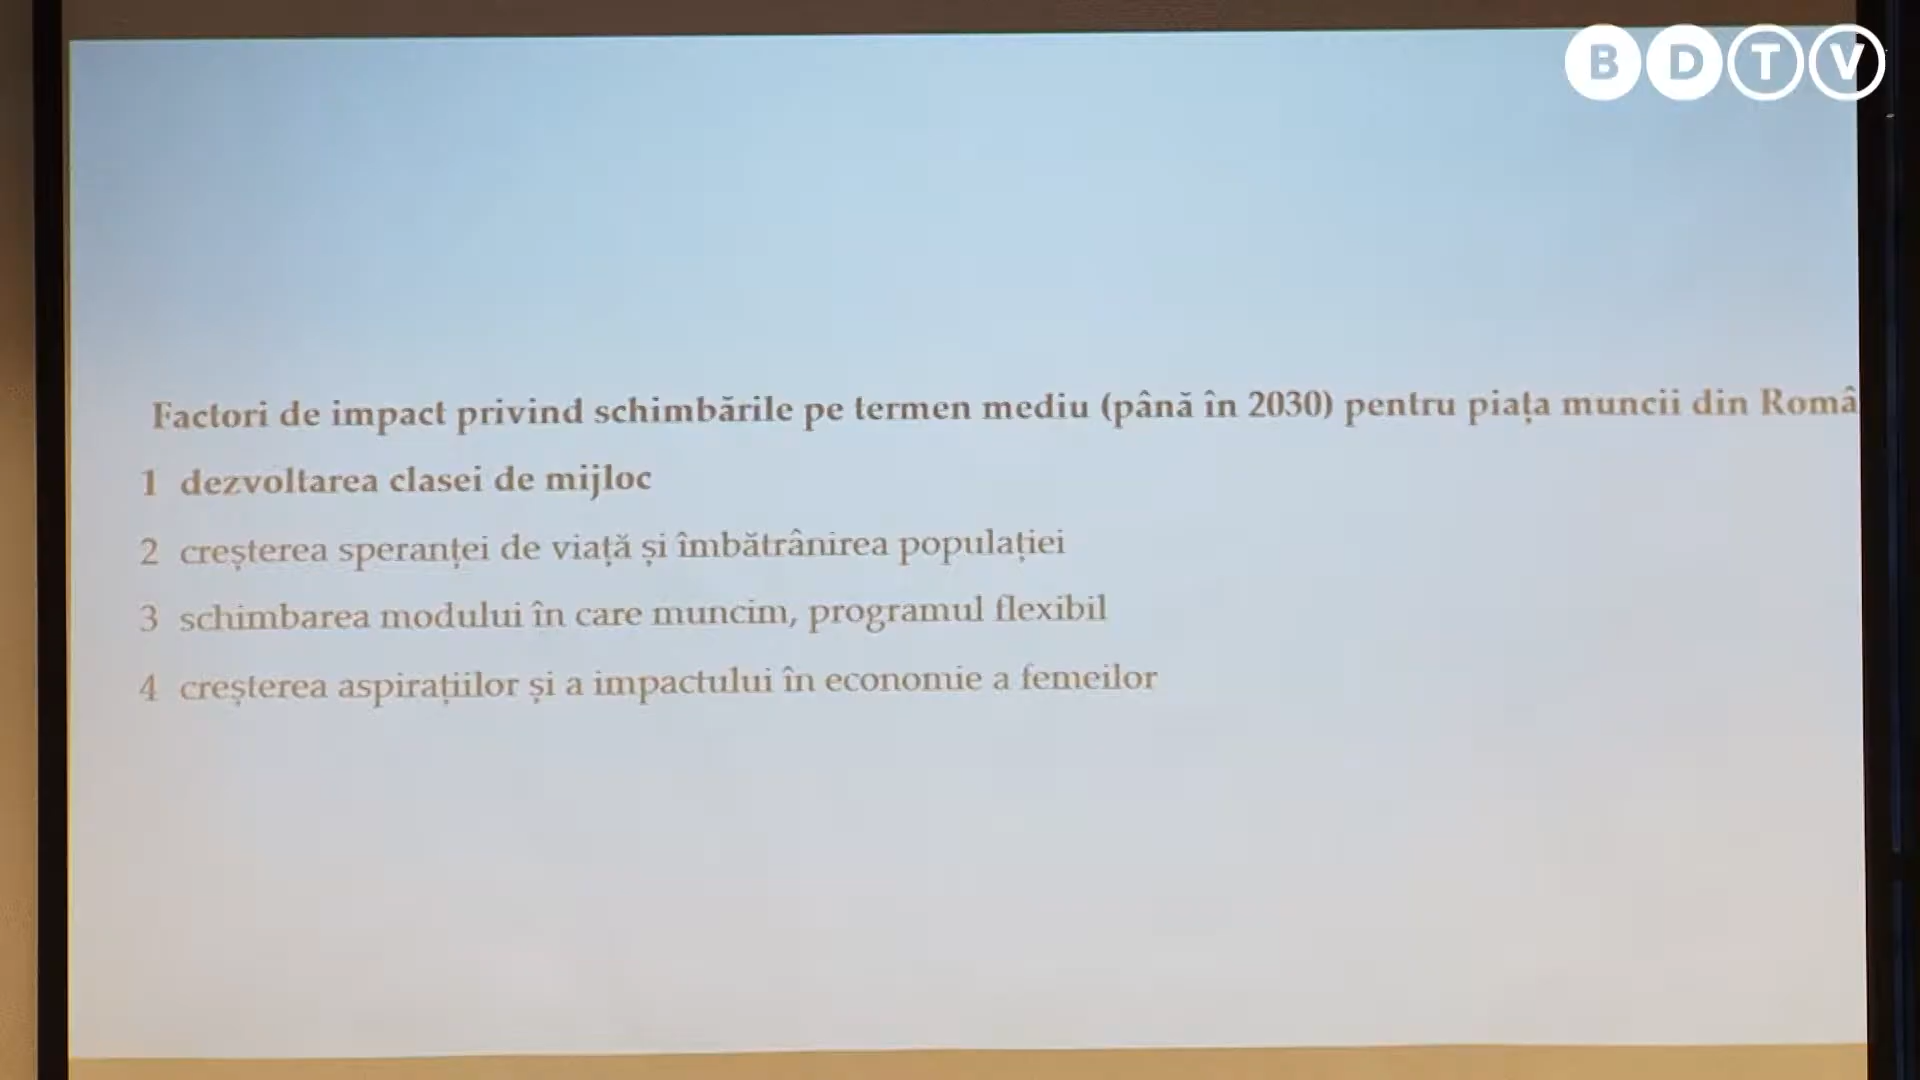 BDTV
Factori de impact privind schimbările pe termen mediu (până în 2030) pentru piața muncii din Romå
1 dezvoltarea clasei de mijloc
2 creșterea speranței de viață și îmbătrânirea populației
3 schimbarea modului în care muncim, programul flexibil
4 creșterea aspirațiilor și a impactului în economie a femeilor